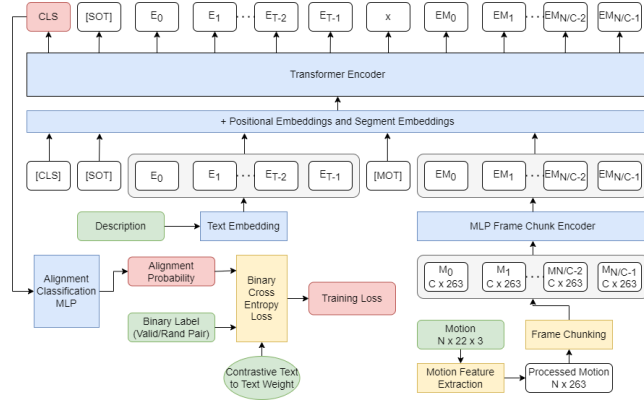 CLS [SOT] E0 E1 ET-2 ET-1 x EM0 EM1 EMN/C-2 EMN/C-1
Transformer Encoder
+ Positional Embeddings and Segment Embeddings
[CLS] [SOT] E0 E1 ET-2 ET-1 [MOT] EM0 EM1 EMN/C-2 EMN/C-1
Description
Text Embedding
MLP Frame Chunk Encoder
Alignment
Classification
MLP
Alignment
Probability
Binary Label
(Valid/Rand Pair)
Binary
Cross
Entropy
Loss
Training Loss
Contrastive Text
to Text Weight
M0 M1 MN/C-2 MN/C-1
C x 263 C x 263 C x 263 C x 263
Motion
N x 22 x 3
Frame Chunking
Motion Feature
Extraction
Processed Motion
N x 263